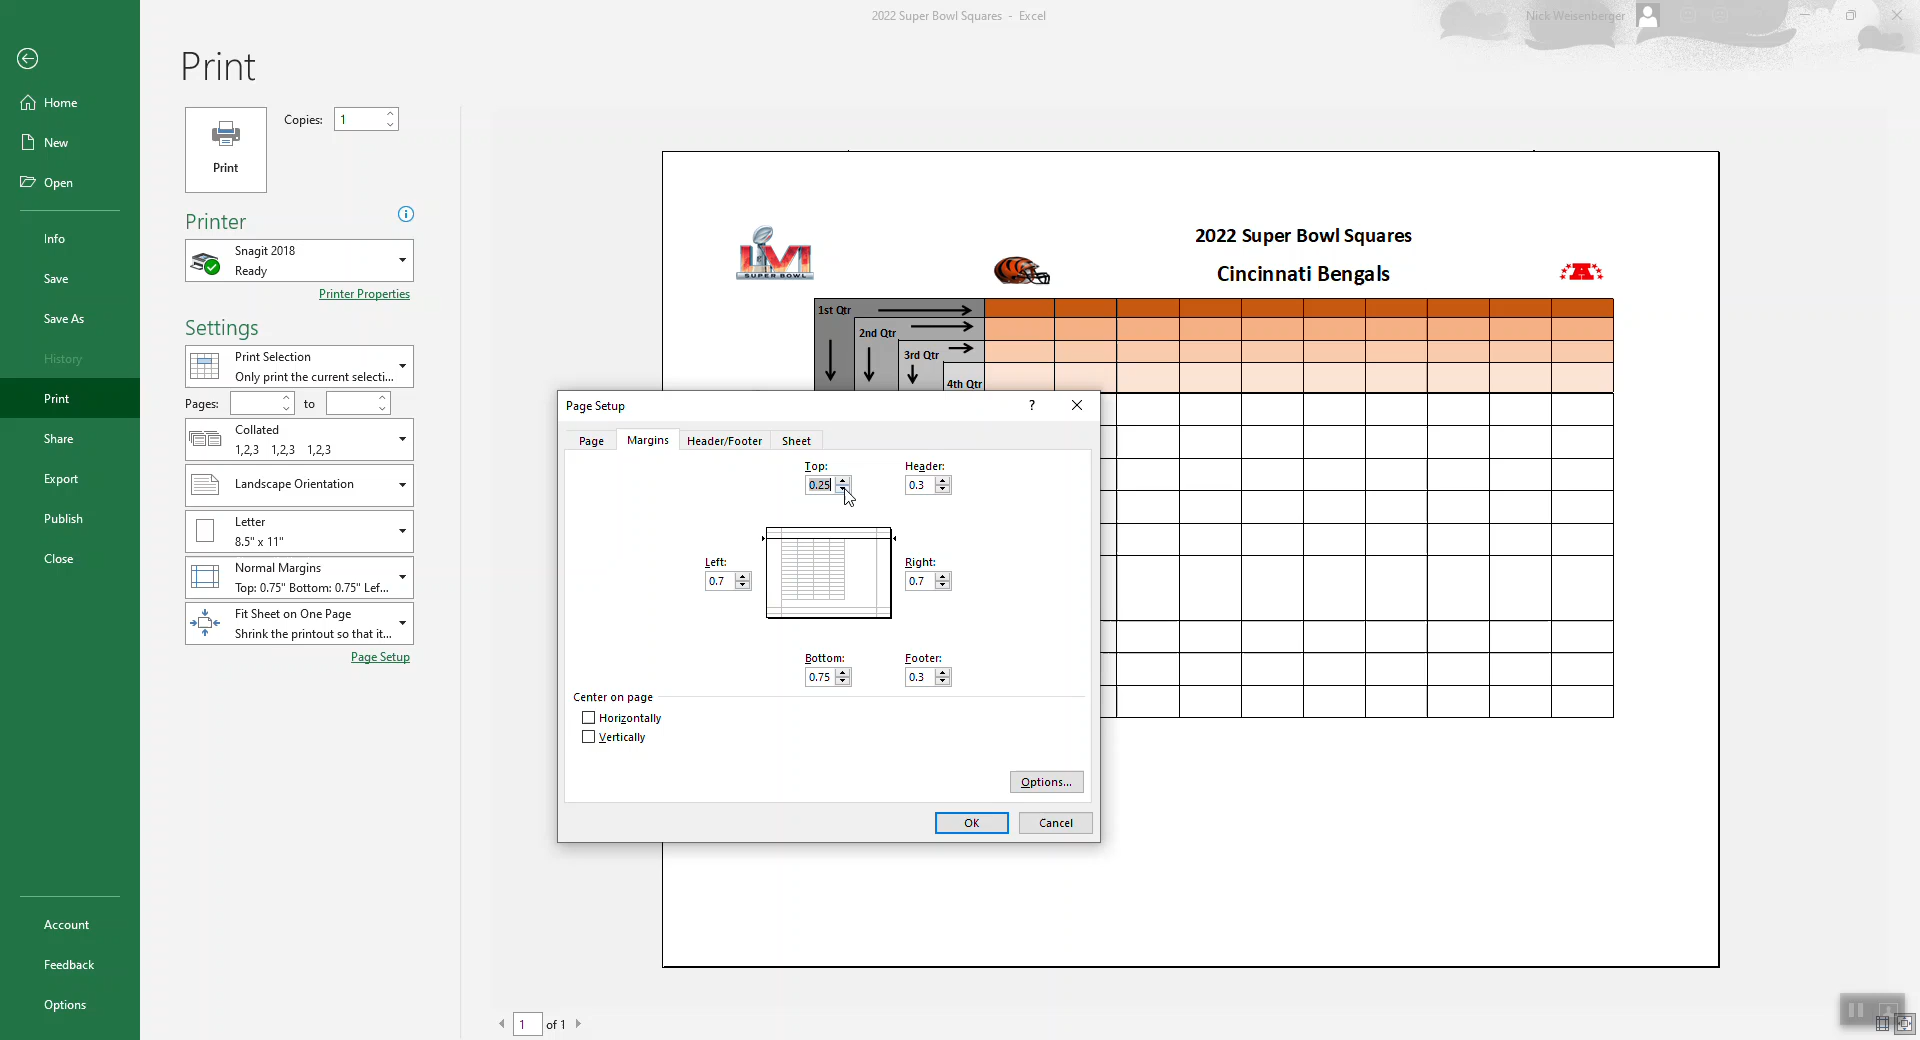 2022 Super Bowl Squares - Excel
Nick Weisenberger
Print
Home
New
Open
Info
Save
Save As
History
Print
Share
Export
Publish
Close
Account
Feedback
Options
Print
Copies: 1
Printer
Snagit 2018
Ready
Printer Properties
Settings
Print Selection
Only print the current selecti...
Pages: to
Collated
1,2,3 1,2,3 1,2,3
Landscape Orientation
Letter
8.5" x 11"
Normal Margins
Top: 0.75" Bottom: 0.75" Lef...
Fit Sheet on One Page
Shrink the printout so that it...
Page Setup
2022 Super Bowl Squares
Cincinnati Bengals
LVI
SUPER BOWL
A
1st Qtr
2nd Qtr
3rd Qtr
4th Qtr
Page Setup
?
Page Margins Header/Footer Sheet
Top: Header:
0.25 0.3
Left: Right:
0.7 0.7
Bottom: Footer:
0.75 0.3
Center on page
Horizontally
Vertically
Options...
OK Cancel
1 of 1